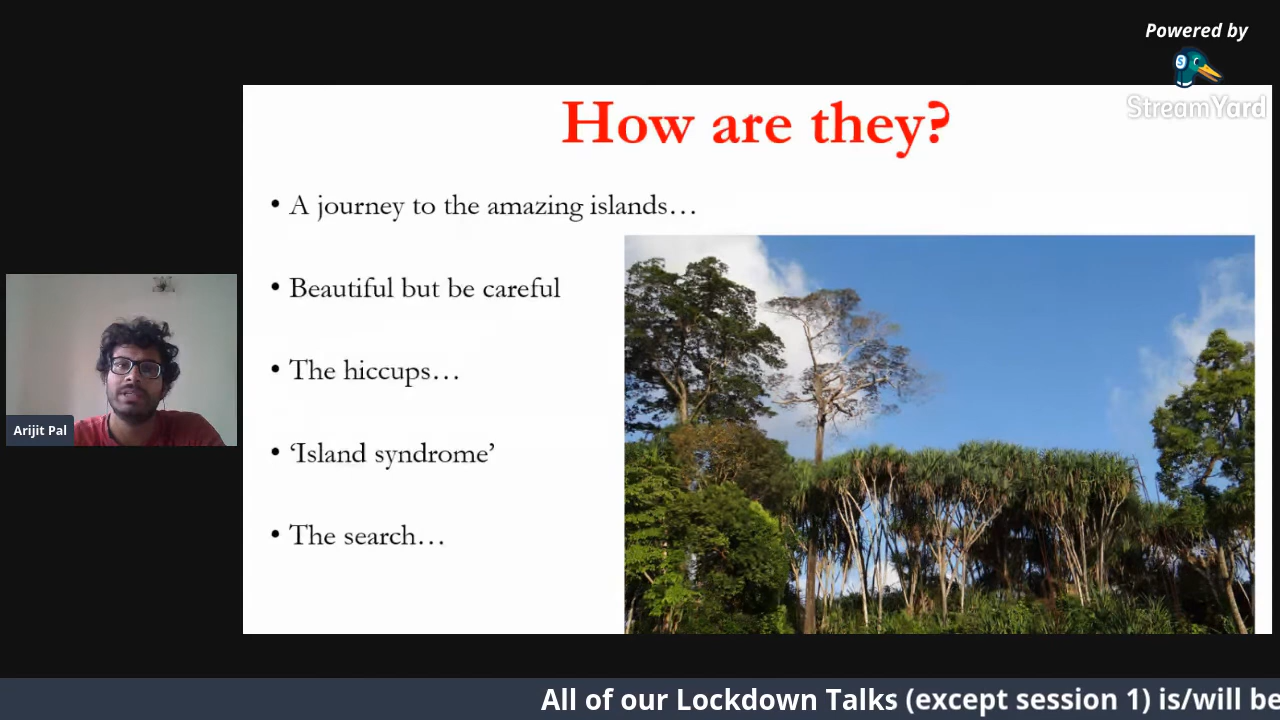 Powered by
StreamYard
How are they?
• A journey to the amazing islands…
• Beautiful but be careful
• The hiccups…
• ‘Island syndrome’
• The search…
Arijit Pal
All of our Lockdown Talks (except session 1) is/will be